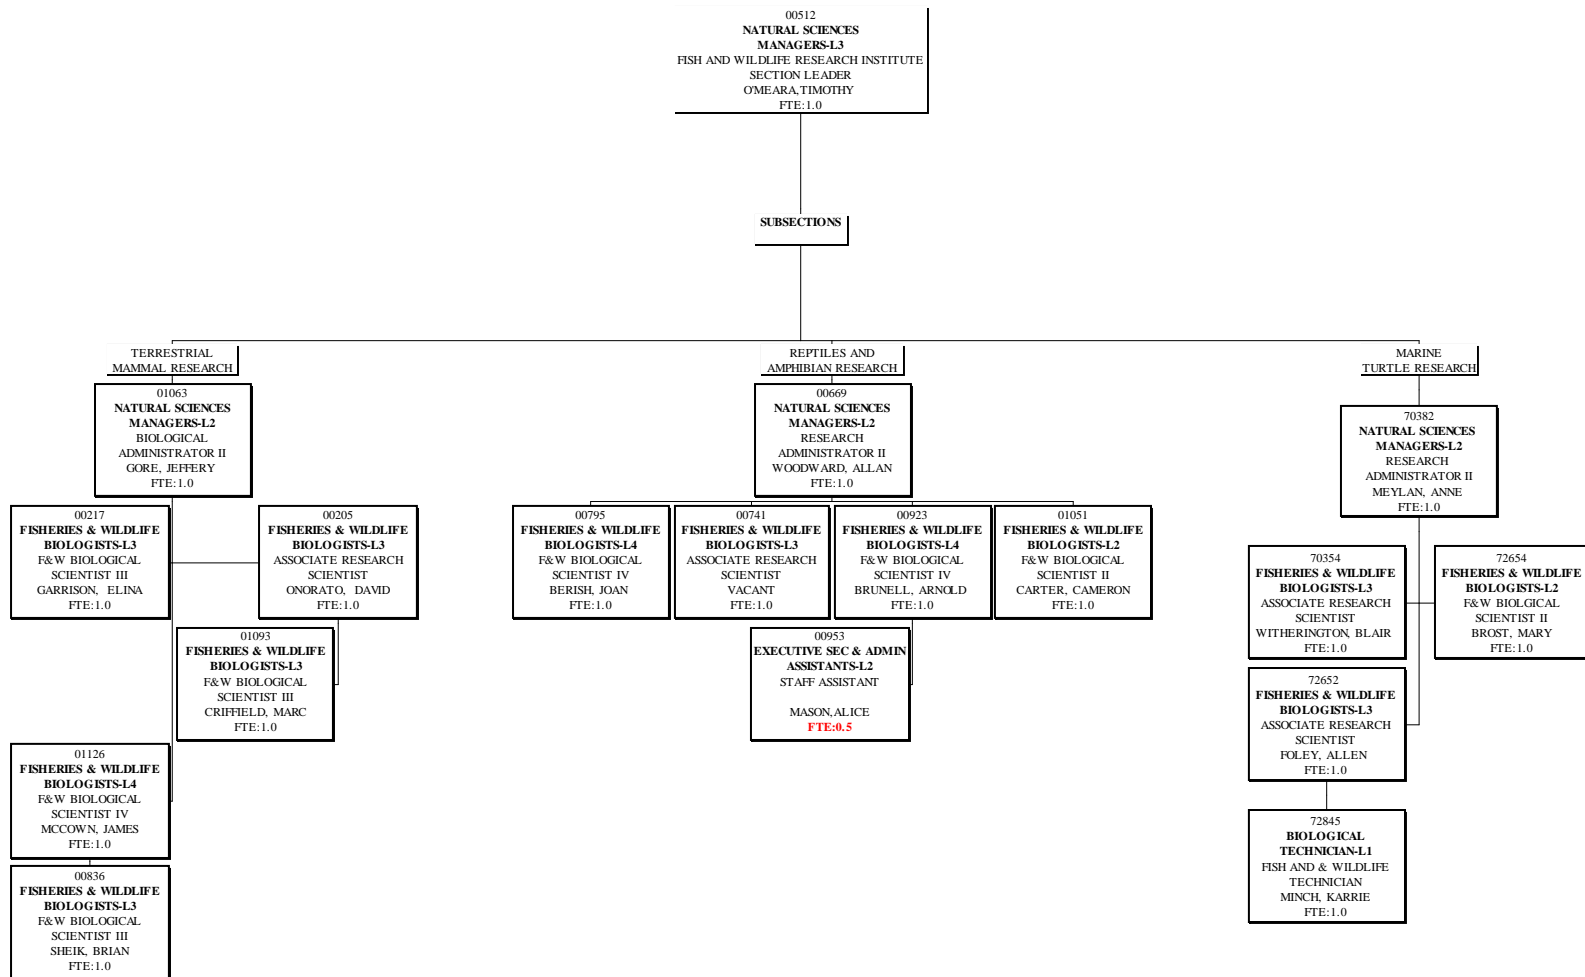 00512
NATURAL SCIENCES
MANAGERS-L3
FISH AND WILDLIFE RESEARCH INSTITUTE
SECTION LEADER
O'MEARA,TIMOTHY
FTE:1.0
SUBSECTIONS
TERRESTRIAL
MAMMAL RESEARCH
01063
NATURAL SCIENCES
MANAGERS-L2
BIOLOGICAL
ADMINISTRATOR II
GORE, JEFFERY
FTE:1.0
00217
FISHERIES & WILDLIFE
BIOLOGISTS-L3
F&W BIOLOGICAL
SCIENTIST III
GARRISON, ELINA
FTE:1.0
00205
FISHERIES & WILDLIFE
BIOLOGISTS-L3
ASSOCIATE RESEARCH
SCIENTIST
ONORATO, DAVID
FTE:1.0
01093
FISHERIES & WILDLIFE
BIOLOGISTS-L3
F&W BIOLOGICAL
SCIENTIST III
CRIFFIELD, MARC
FTE:1.0
01126
FISHERIES & WILDLIFE
BIOLOGISTS-L4
F&W BIOLOGICAL
SCIENTIST IV
MCCOWN, JAMES
FTE:1.0
00836
FISHERIES & WILDLIFE
BIOLOGISTS-L3
F&W BIOLOGICAL
SCIENTIST III
SHEIK, BRIAN
FTE:1.0
REPTILES AND
AMPHIBIAN RESEARCH
00669
NATURAL SCIENCES
MANAGERS-L2
RESEARCH
ADMINISTRATOR II
WOODWARD, ALLAN
FTE:1.0
00795
FISHERIES & WILDLIFE
BIOLOGISTS-L4
F&W BIOLOGICAL
SCIENTIST IV
BERISH, JOAN
FTE:1.0
00741
FISHERIES & WILDLIFE
BIOLOGISTS-L3
ASSOCIATE RESEARCH
SCIENTIST
VACANT
FTE:1.0
00923
FISHERIES & WILDLIFE
BIOLOGISTS-L4
F&W BIOLOGICAL
SCIENTIST IV
BRUNELL, ARNOLD
FTE:1.0
01051
FISHERIES & WILDLIFE
BIOLOGISTS-L2
F&W BIOLOGICAL
SCIENTIST II
CARTER, CAMERON
FTE:1.0
00953
EXECUTIVE SEC & ADMIN
ASSISTANTS-L2
STAFF ASSISTANT
MASON,ALICE
FTE:0.5
MARINE
TURTLE RESEARCH
70382
NATURAL SCIENCES
MANAGERS-L2
RESEARCH
ADMINISTRATOR II
MEYLAN, ANNE
FTE:1.0
70354
FISHERIES & WILDLIFE
BIOLOGISTS-L3
ASSOCIATE RESEARCH
SCIENTIST
WITHERINGTON, BLAIR
FTE:1.0
72654
FISHERIES & WILDLIFE
BIOLOGISTS-L2
F&W BIOLGICAL
SCIENTIST II
BROST, MARY
FTE:1.0
72652
FISHERIES & WILDLIFE
BIOLOGISTS-L3
ASSOCIATE RESEARCH
SCIENTIST
FOLEY, ALLEN
FTE:1.0
72845
BIOLOGICAL
TECHNICIAN-L1
FISH AND & WILDLIFE
TECHNICIAN
MINCH, KARRIE
FTE:1.0